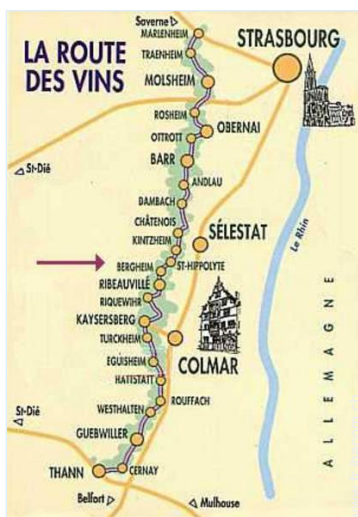 Saverne
MARLENHEIM
LA ROUTE
DES VINS
STRASBOURG
TRAENHEIM
MOLSHEIM
ROSHEIM
OBERNAI
OTTROTT
BARR
St-Dié
ANDLAU
DAMBACH
CHÂTENOIS
SÉLESTAT
KINTZHEIM
Le Rhin
BERGHEIM
ST-HIPPOLYTE
RIBEAUVILLÉ
RIQUEWIHR
KAYSERSBERG
TURCKHEIM
COLMAR
EGUISHEIM
HATTSTATT
ALLEMAGNE
ROUFFACH
WESTHALTEN
St-Dié
GUEBWILLER
THANN
CERNAY
Belfort
Mulhouse